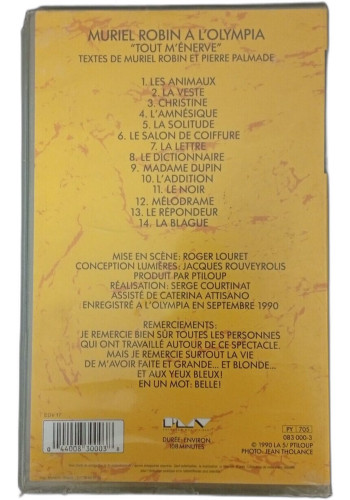 MURIEL ROBIN A L'OLYMPIA
"TOUT M'ÉNERVE"
TEXTES DE MURIEL ROBIN ET PIERRE PALMADE
1. LES ANIMAUX
2. LA VESTE
3. CHRISTINE
4. L'AMNÉSIQUE
5. LA SOLITUDE
6. LE SALON DE COIFFURE
7. LA LETTRE
8. LE DICTIONNAIRE
9. MADAME DUPIN
10. L'ADDITION
11. LE NOIR
12. MÉLODRAME
13. LE RÉPONDEUR
14. LA BLAGUE
MISE EN SCÈNE: ROGER LOURET
CONCEPTION LUMIÈRES: JACQUES ROUVEYROLIS
PRODUIT PAR PTILOUP
RÉALISATION: SERGE COURTINAT
ASSISTÉ DE CATERINA ATTISANO
ENREGISTRÉ A L'OLYMPIA EN SEPTEMBRE 1990
REMERCIEMENTS:
JE REMERCIE BIEN SÛR TOUTES LES PERSONNES
QUI ONT TRAVAILLÉ AUTOUR DE CE SPECTACLE.
MAIS JE REMERCIE SURTOUT LA VIE
DE M'AVOIR FAITE ET GRANDE... ET BLONDE...
ET AUX YEUX BLEUX!
EN UN MOT: BELLE!
DURÉE: ENVIRON
108 MINUTES
PY 705
083 000-3
© 1990 LA 5/ PTILOUP
PHOTO: JEAN THOLANCE